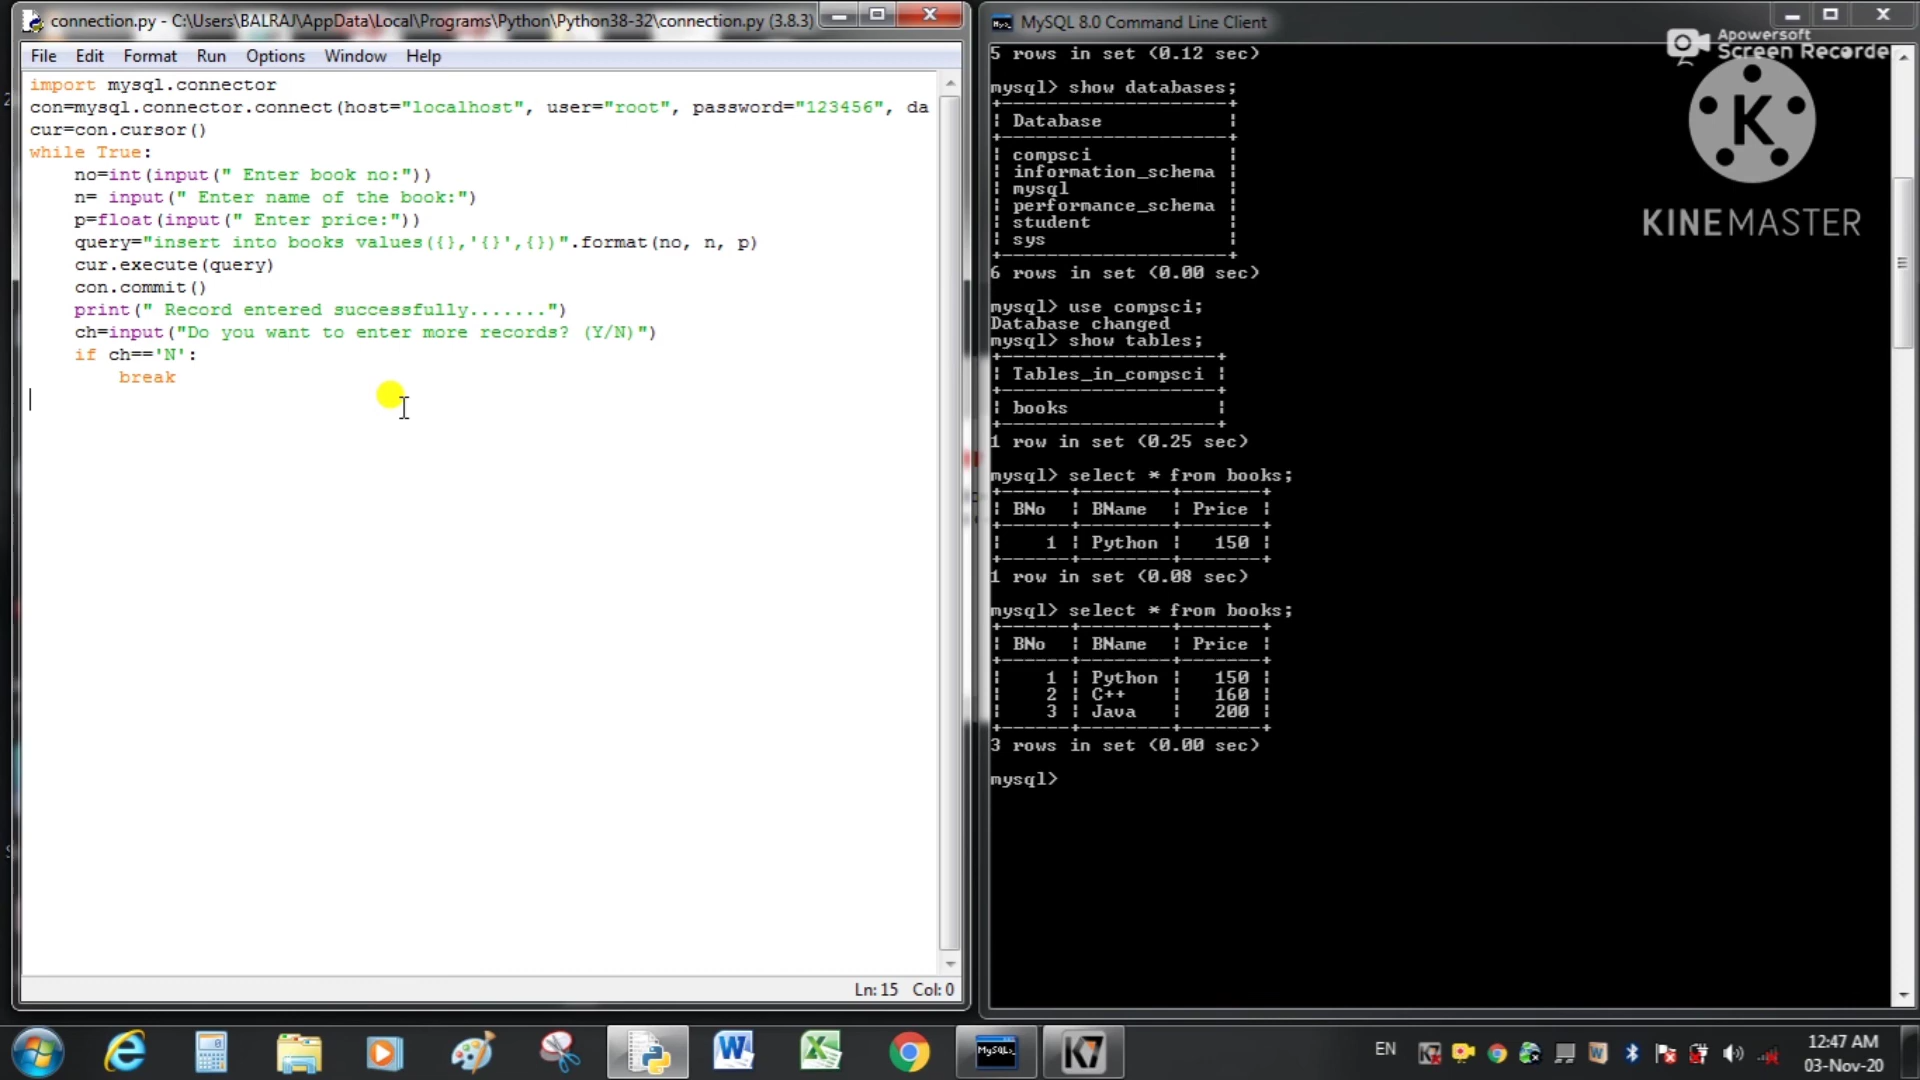 connection.py - C:\Users\BALRAJ\AppData\Local\Programs\Python\Python38-32\connection.py (3.8.3)
File Edit Format Run Options Window Help
import mysql.connector
con=mysql.connector.connect(host="localhost", user="root", password="123456", da
cur=con.cursor()
while True:
    no=int(input(" Enter book no:"))
    n= input(" Enter name of the book:")
    p=float(input(" Enter price:"))
    query="insert into books values({},'{}',{})".format(no, n, p)
    cur.execute(query)
    con.commit()
    print(" Record entered successfully.......")
    ch=input("Do you want to enter more records? (Y/N)")
    if ch=='N':
        break
Ln: 15 Col: 0
MySQL 8.0 Command Line Client
5 rows in set (0.12 sec)
mysql> show databases;
| Database |
| compsci |
| information_schema |
| mysql |
| performance_schema |
| student |
| sys |
6 rows in set (0.00 sec)
mysql> use compsci;
Database changed
mysql> show tables;
| Tables_in_compsci |
| books |
1 row in set (0.25 sec)
mysql> select * from books;
| BNo | BName | Price |
| 1 | Python | 150 |
1 row in set (0.08 sec)
mysql> select * from books;
| BNo | BName | Price |
| 1 | Python | 150 |
| 2 | C++ | 160 |
| 3 | Java | 200 |
3 rows in set (0.00 sec)
mysql>
Apowersoft
Screen Recorder
K
KINEMASTER
W
X
MySQL
K7
EN
12:47 AM
03-Nov-20